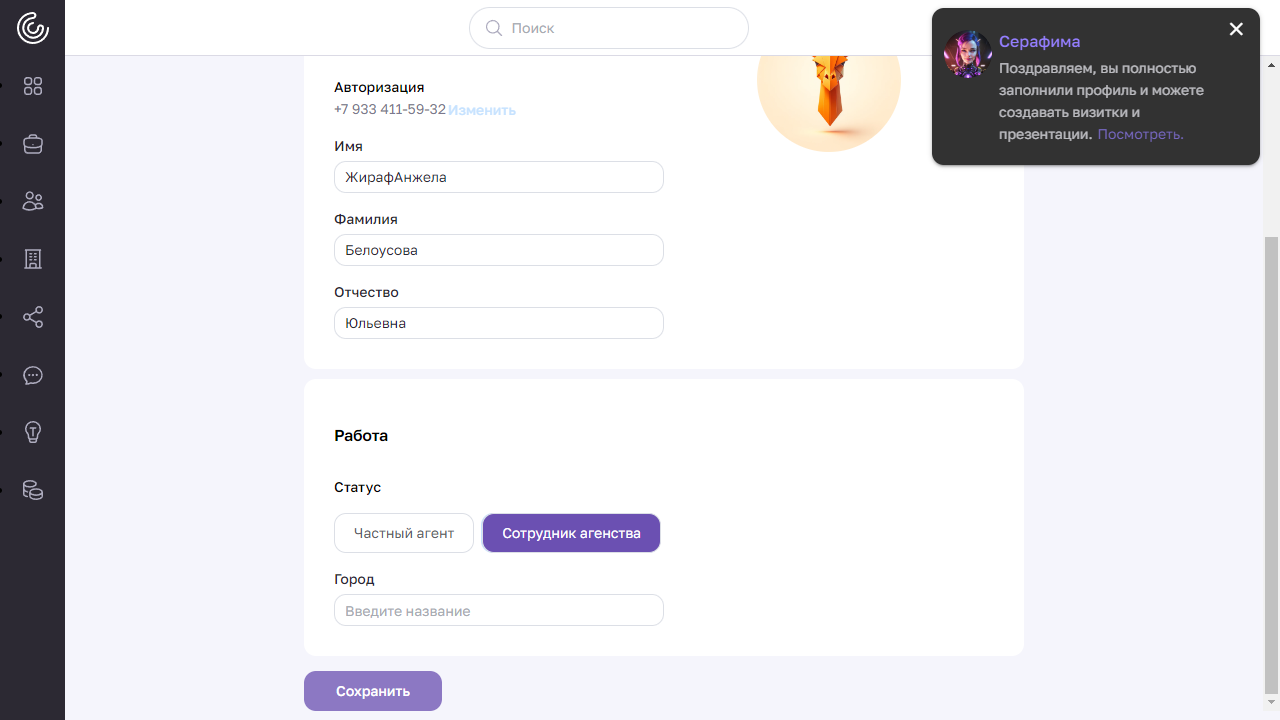 Поиск
Серафима
Поздравляем, вы полностью
заполнили профиль и можете
создавать визитки и
презентации. Посмотреть.
Авторизация
+7 933 411-59-32 Изменить
Имя
ЖирафАнжела
Фамилия
Белоусова
Отчество
Юльевна
Работа
Статус
Частный агент
Сотрудник агенства
Город
Введите название
Сохранить